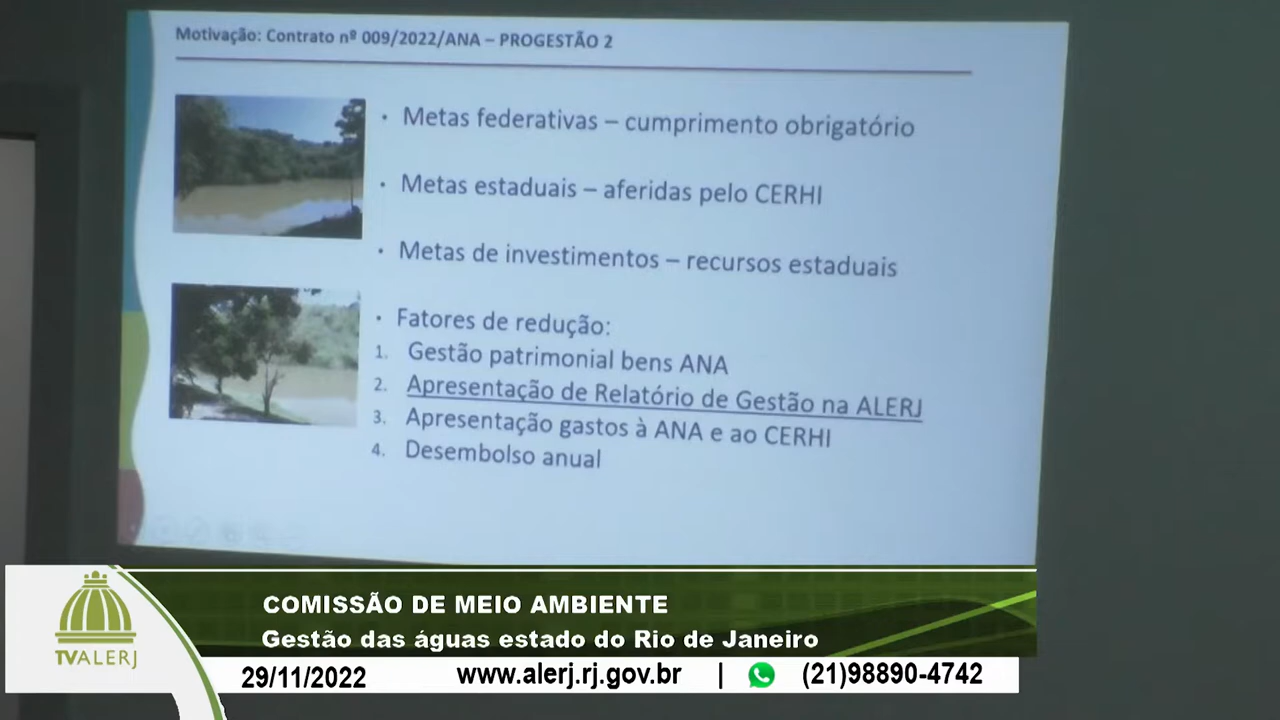 Motivação: Contrato nº 009/2022/ANA – PROGESTÃO 2
• Metas federativas – cumprimento obrigatório
• Metas estaduais – aferidas pelo CERHI
• Metas de investimentos – recursos estaduais
• Fatores de redução:
1. Gestão patrimonial bens ANA
2. Apresentação de Relatório de Gestão na ALERJ
3. Apresentação gastos à ANA e ao CERHI
4. Desembolso anual
COMISSÃO DE MEIO AMBIENTE
Gestão das águas estado do Rio de Janeiro
TVALERJ
29/11/2022 www.alerj.rj.gov.br | (21)98890-4742